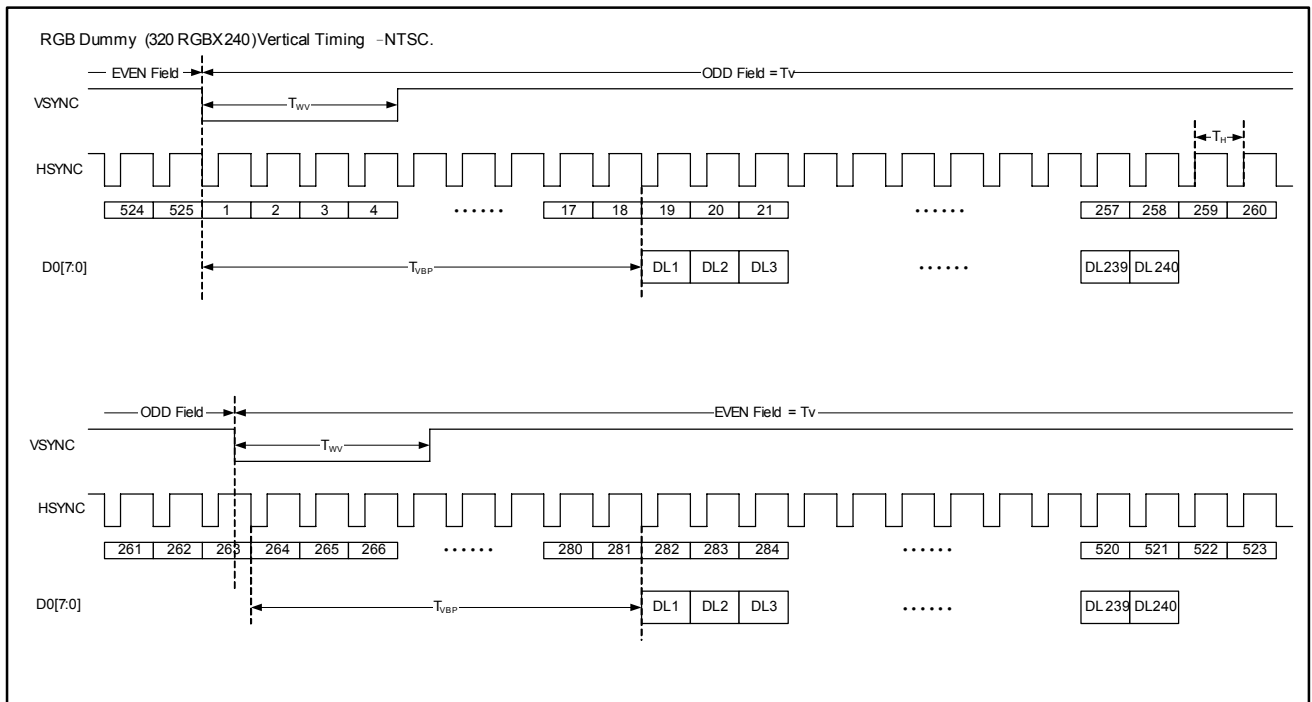 RGB Dummy (320 RGBX240)Vertical Timing -NTSC.
EVEN Field ODD Field = Tv
VSYNC TWV
TH
HSYNC
524 525 1 2 3 4 ...... 17 18 19 20 21 ...... 257 258 259 260
D0[7:0] TVBP DL1 DL2 DL3 ...... DL239 DL240
ODD Field EVEN Field = Tv
VSYNC TWV
HSYNC
261 262 263 264 265 266 ...... 280 281 282 283 284 ...... 520 521 522 523
D0[7:0] TVBP DL1 DL2 DL3 ...... DL239 DL240